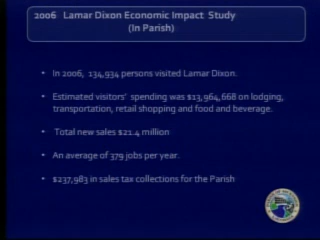 2006 Lamar Dixon Economic Impact Study
(In Parish)
• In 2006, 134,934 persons visited Lamar Dixon.
• Estimated visitors' spending was $13,964,668 on lodging,
transportation, retail shopping and food and beverage.
• Total new sales $21.4 million
• An average of 379 jobs per year.
• $237,983 in sales tax collections for the Parish